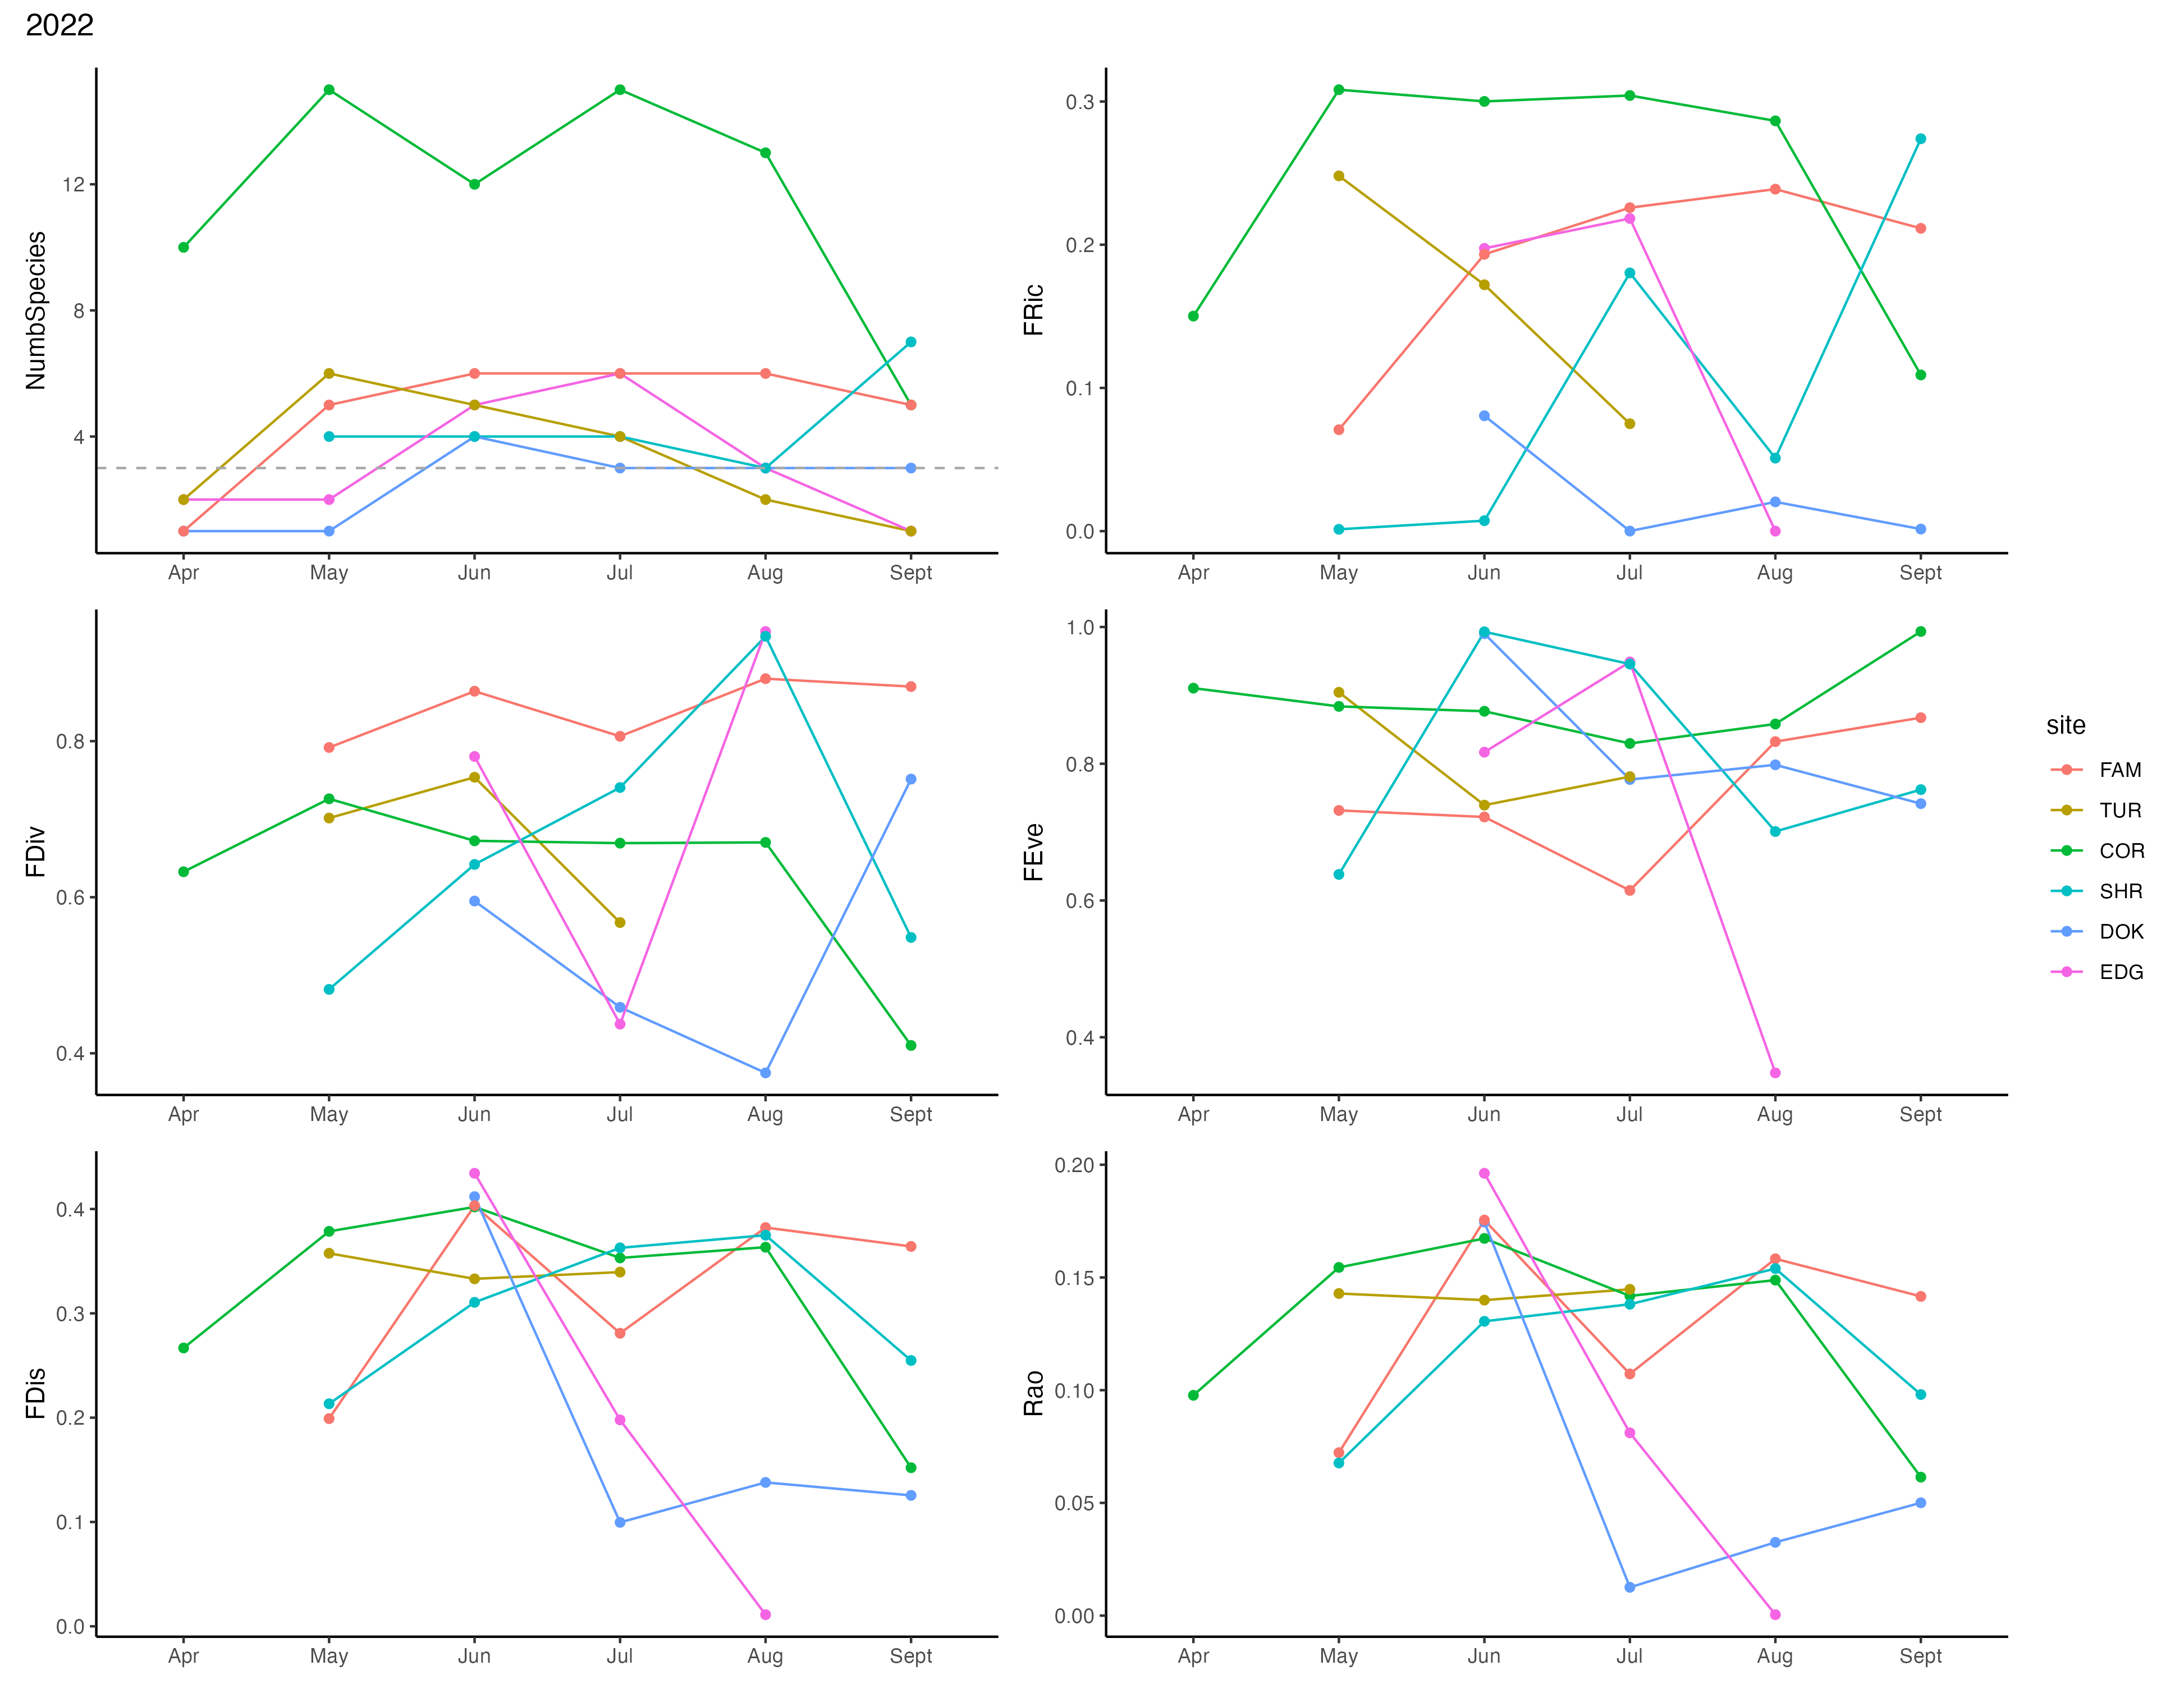 2022
NumbSpecies
12
8
4
Apr May Jun Jul Aug Sept
FRic
0.3
0.2
0.1
0.0
Apr May Jun Jul Aug Sept
FDiv
0.8
0.6
0.4
Apr May Jun Jul Aug Sept
FEve
1.0
0.8
0.6
0.4
Apr May Jun Jul Aug Sept
site
FAM
TUR
COR
SHR
DOK
EDG
FDis
0.4
0.3
0.2
0.1
0.0
Apr May Jun Jul Aug Sept
Rao
0.20
0.15
0.10
0.05
0.00
Apr May Jun Jul Aug Sept